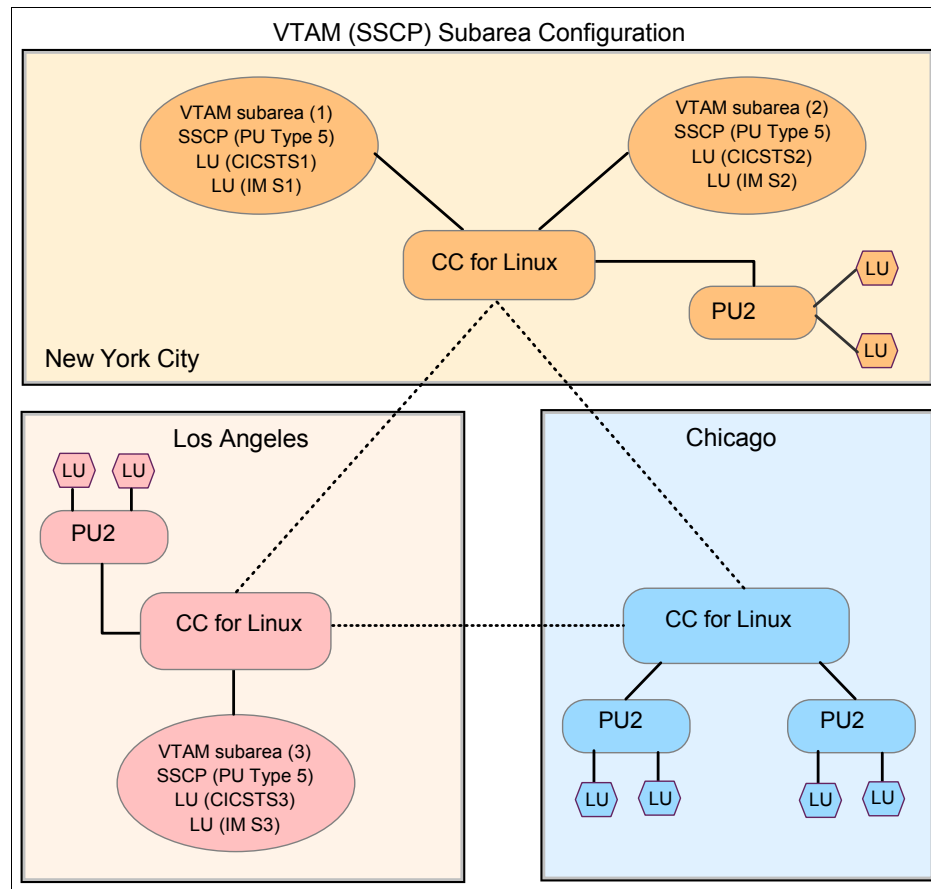 VTAM (SSCP) Subarea Configuration
VTAM subarea (1)
SSCP (PU Type 5)
LU (CICSTS1)
LU (IM S1)
VTAM subarea (2)
SSCP (PU Type 5)
LU (CICSTS2)
LU (IM S2)
CC for Linux
LU
PU2
LU
New York City
Los Angeles
LU
LU
PU2
CC for Linux
VTAM subarea (3)
SSCP (PU Type 5)
LU (CICSTS3)
LU (IM S3)
Chicago
CC for Linux
PU2
PU2
LU
LU
LU
LU